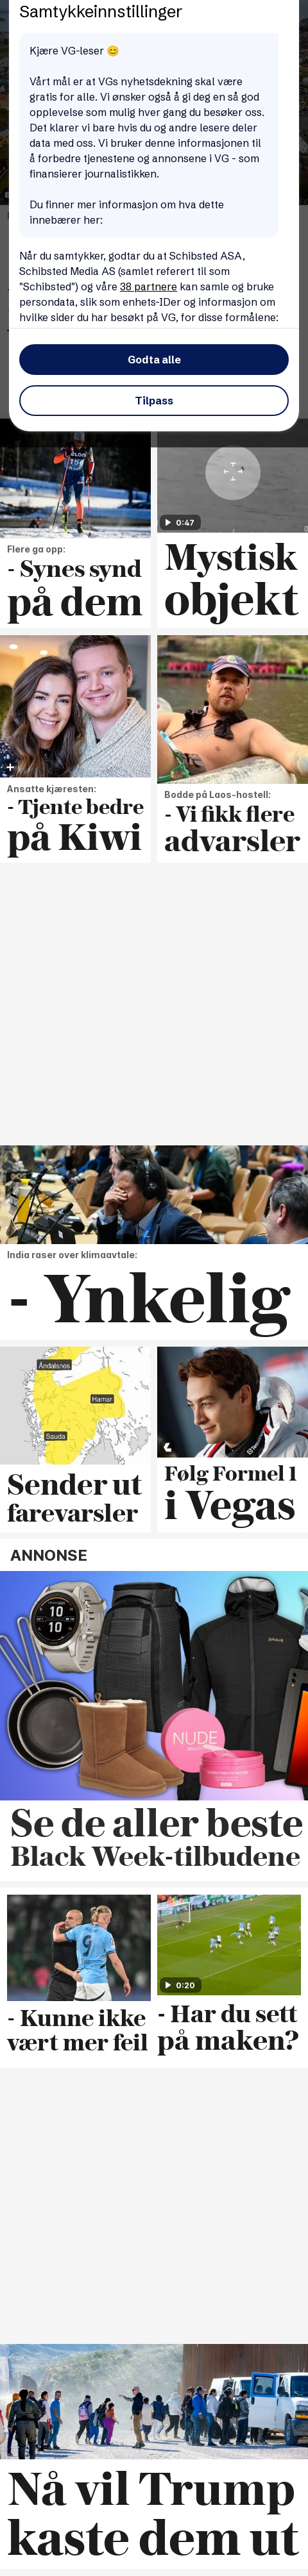 Samtykkeinnstillinger
Kjære VG-leser 😊
Vårt mål er at VGs nyhetsdekning skal være
gratis for alle. Vi ønsker også å gi deg en så god
opplevelse som mulig hver gang du besøker oss.
Det klarer vi bare hvis du og andre lesere deler
data med oss. Vi bruker denne informasjonen til
å forbedre tjenestene og annonsene i VG - som
finansierer journalistikken.
Du finner mer informasjon om hva dette
innebærer her:
Når du samtykker, godtar du at Schibsted ASA,
Schibsted Media AS (samlet referert til som
"Schibsted") og våre 38 partnere kan samle og bruke
persondata, slik som enhets-IDer og informasjon om
hvilke sider du har besøkt på VG, for disse formålene:
Godta alle
Tilpass
Flere ga opp:
- Synes synd
på dem
0:47
Mystisk
objekt
Ansatte kjæresten:
- Tjente bedre
på Kiwi
Bodde på Laos-hostell:
- Vi fikk flere
advarsler
India raser over klimaavtale:
- Ynkelig
Åndalsnes
Hamar
Sauda
Sender ut
farevarsler
Følg Formel 1
i Vegas
ANNONSE
10:10
NUDE
Se de aller beste
Black Week-tilbudene
9
- Kunne ikke
vært mer feil
0:20
- Har du sett
på maken?
Nå vil Trump
kaste dem ut